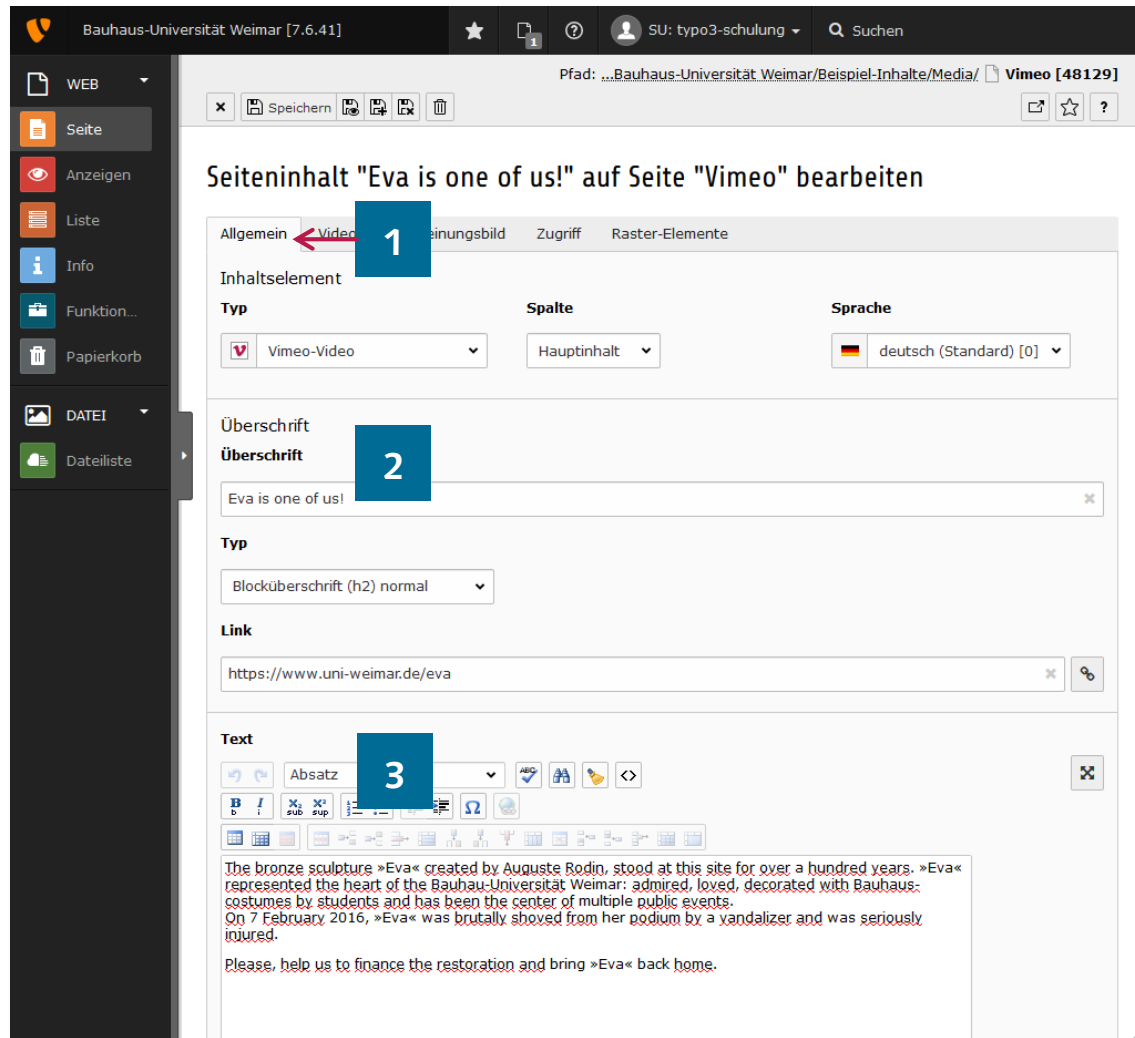 Bauhaus-Universität Weimar [7.6.41]
1
SU: typo3-schulung
Suchen
WEB
Seite
Anzeigen
Liste
Info
Funktion...
Papierkorb
DATEI
Dateiliste
Pfad: ...Bauhaus-Universität Weimar/Beispiel-Inhalte/Media/ Vimeo [48129]
Speichern
?
Seiteninhalt "Eva is one of us!" auf Seite "Vimeo" bearbeiten
Allgemein Video 1 einungsbild Zugriff Raster-Elemente
Inhaltselement
Typ Spalte Sprache
Vimeo-Video Hauptinhalt deutsch (Standard) [0]
Überschrift
Überschrift
2
Eva is one of us!
Typ
Blocküberschrift (h2) normal
Link
https://www.uni-weimar.de/eva
Text
Absatz 3 ABC <>
B b I i X₂ sub X² sup Ω
The bronze sculpture »Eva« created by Auguste Rodin, stood at this site for over a hundred years. »Eva«
represented the heart of the Bauhau-Universität Weimar: admired, loved, decorated with Bauhaus-
costumes by students and has been the center of multiple public events.
On 7 February 2016, »Eva« was brutally shoved from her podium by a vandalizer and was seriously
injured.
Please, help us to finance the restoration and bring »Eva« back home.